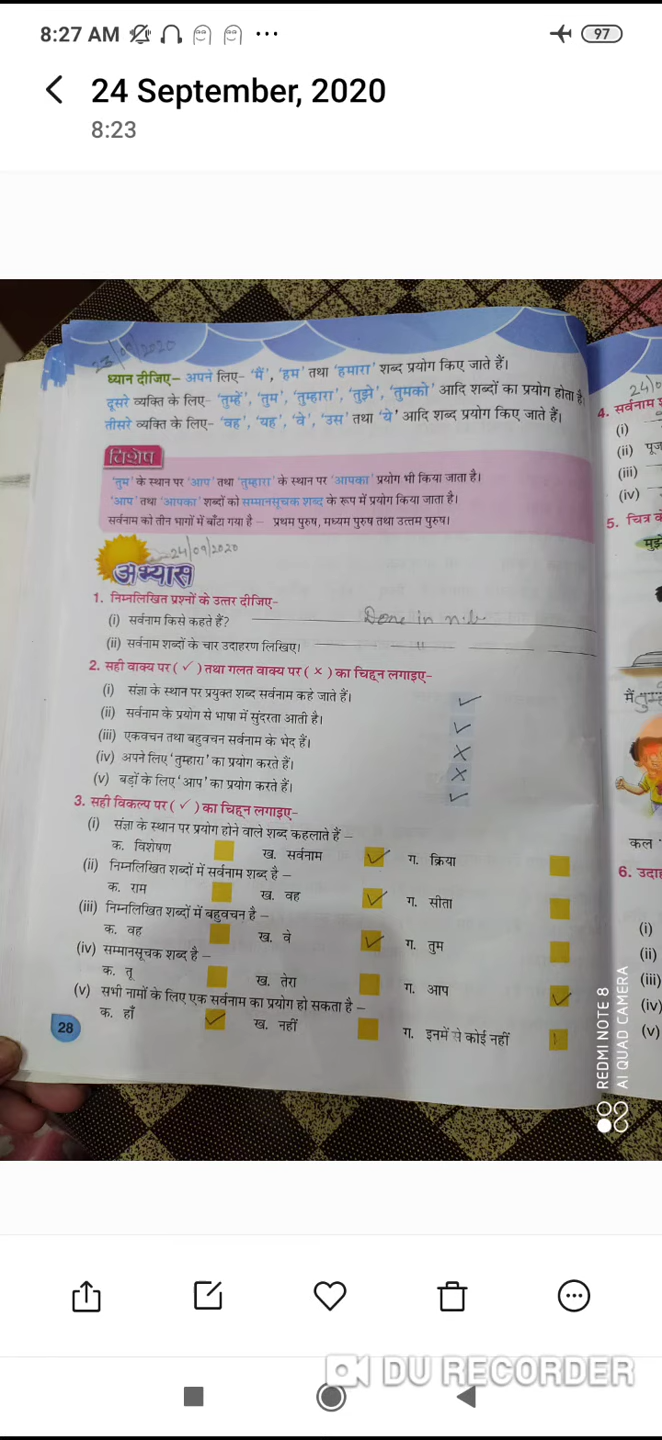 8:27 AM
97
24 September, 2020
8:23
23/09/2020
ध्यान दीजिए– अपने लिए- 'मैं', 'हम' तथा 'हमारा' शब्द प्रयोग किए जाते हैं।
दूसरे व्यक्ति के लिए- 'तुम्हें', 'तुम', 'तुम्हारा', 'तुझे', 'तुमको' आदि शब्दों का प्रयोग होता है।
तीसरे व्यक्ति के लिए- 'वह', 'यह', 'वे', 'उस' तथा 'ये' आदि शब्द प्रयोग किए जाते हैं।
विशेष
'तुम' के स्थान पर 'आप' तथा 'तुम्हारा' के स्थान पर 'आपका' प्रयोग भी किया जाता है।
'आप' तथा 'आपका' शब्दों को सम्मानसूचक शब्द के रूप में प्रयोग किया जाता है।
सर्वनाम को तीन भागों में बाँटा गया है – प्रथम पुरुष, मध्यम पुरुष तथा उत्तम पुरुष।
24/09/2020
अभ्यास
1. निम्नलिखित प्रश्नों के उत्तर दीजिए–
(i) सर्वनाम किसे कहते हैं? Done in n.b
(ii) सर्वनाम शब्दों के चार उदाहरण लिखिए। — " —
2. सही वाक्य पर ( ✓ ) तथा गलत वाक्य पर ( × ) का चिह्न लगाइए–
(i) संज्ञा के स्थान पर प्रयुक्त शब्द सर्वनाम कहे जाते हैं। ✓
(ii) सर्वनाम के प्रयोग से भाषा में सुंदरता आती है। ✓
(iii) एकवचन तथा बहुवचन सर्वनाम के भेद हैं। ×
(iv) अपने लिए 'तुम्हारा' का प्रयोग करते हैं। ×
(v) बड़ों के लिए 'आप' का प्रयोग करते हैं। ✓
3. सही विकल्प पर ( ✓ ) का चिह्न लगाइए–
(i) संज्ञा के स्थान पर प्रयोग होने वाले शब्द कहलाते हैं –
क. विशेषण ख. सर्वनाम ✓ ग. क्रिया
(ii) निम्नलिखित शब्दों में सर्वनाम शब्द है –
क. राम ख. वह ✓ ग. सीता
(iii) निम्नलिखित शब्दों में बहुवचन है –
क. वह ख. वे ✓ ग. तुम
(iv) सम्मानसूचक शब्द है –
क. तू ख. तेरा ग. आप ✓
(v) सभी नामों के लिए एक सर्वनाम का प्रयोग हो सकता है –
क. हाँ ✓ ख. नहीं ग. इनमें से कोई नहीं
28
4. सर्वनाम
(i)
(ii)
(iii)
(iv)
5. चित्र
मैं तुम
कल
6.
(i)
(ii)
(iii)
(iv)
(v)
REDMI NOTE 8
AI QUAD CAMERA
DU RECORDER